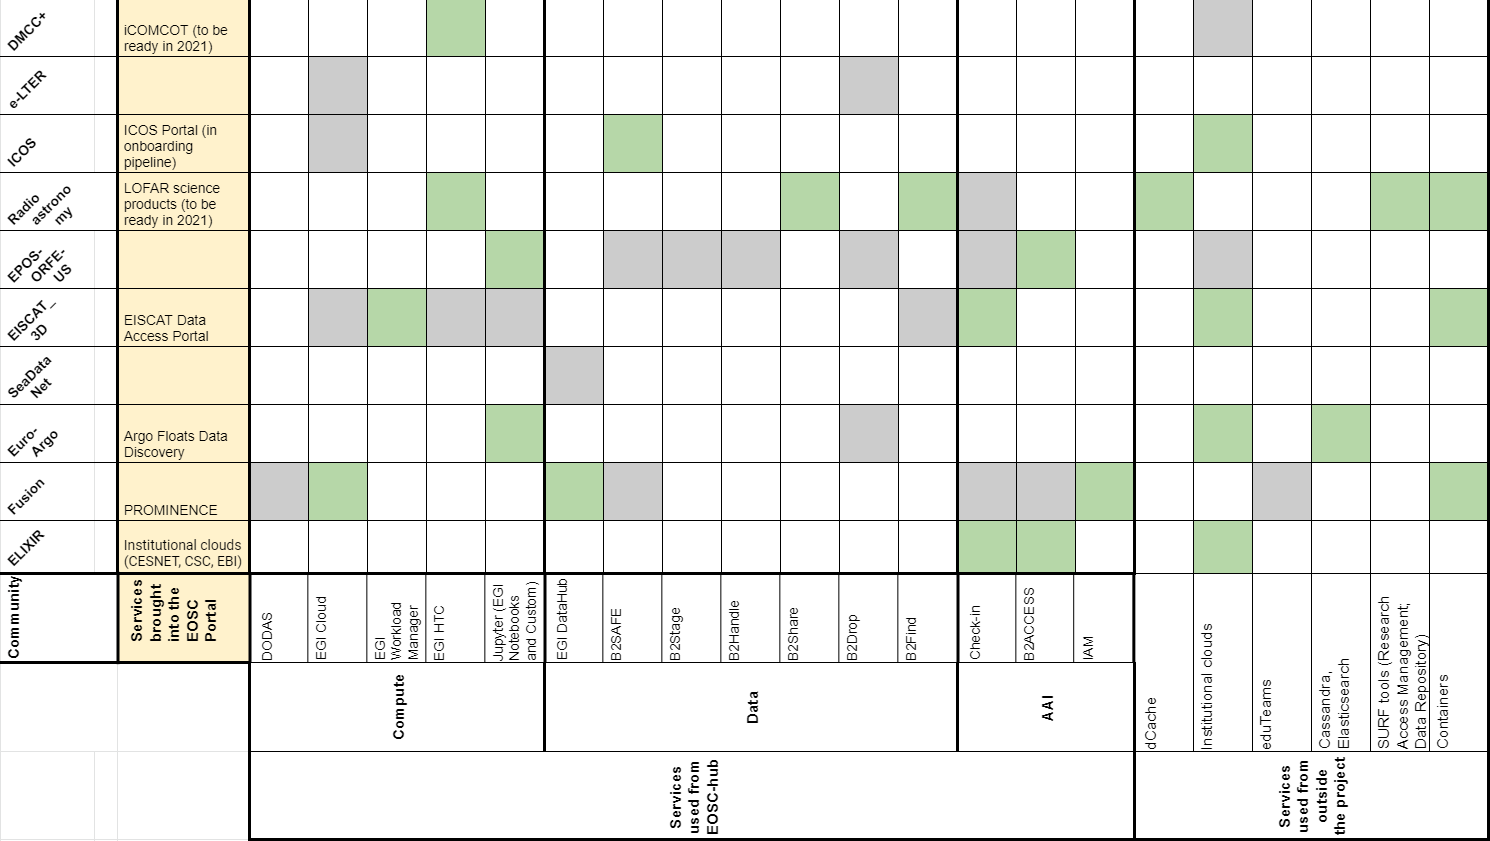 DMCC+
iCOMCOT (to be
ready in 2021)
e-LTER
ICOS
ICOS Portal (in
onboarding
pipeline)
Radio
astrono
my
LOFAR science
products (to be
ready in 2021)
EPOS-
ORFE-
US
EISCAT_
3D
EISCAT Data
Access Portal
SeaData
Net
Euro-
Argo
Argo Floats Data
Discovery
Fusion
PROMINENCE
ELIXIR
Institutional clouds
(CESNET, CSC, EBI)
Community
Services
brought
into the
EOSC
Portal
DODAS
EGI Cloud
EGI
Workload
Manager
EGI HTC
Jupyter (EGI
Notebooks
and Custom)
EGI DataHub
B2SAFE
B2Stage
B2Handle
B2Share
B2Drop
B2Find
Check-in
B2ACCESS
IAM
dCache
Institutional clouds
eduTeams
Cassandra,
Elasticsearch
SURF tools (Research
Access Management;
Data Repository)
Containers
Compute
Data
AAI
Services
used from
EOSC-hub
Services
used from
outside
the project